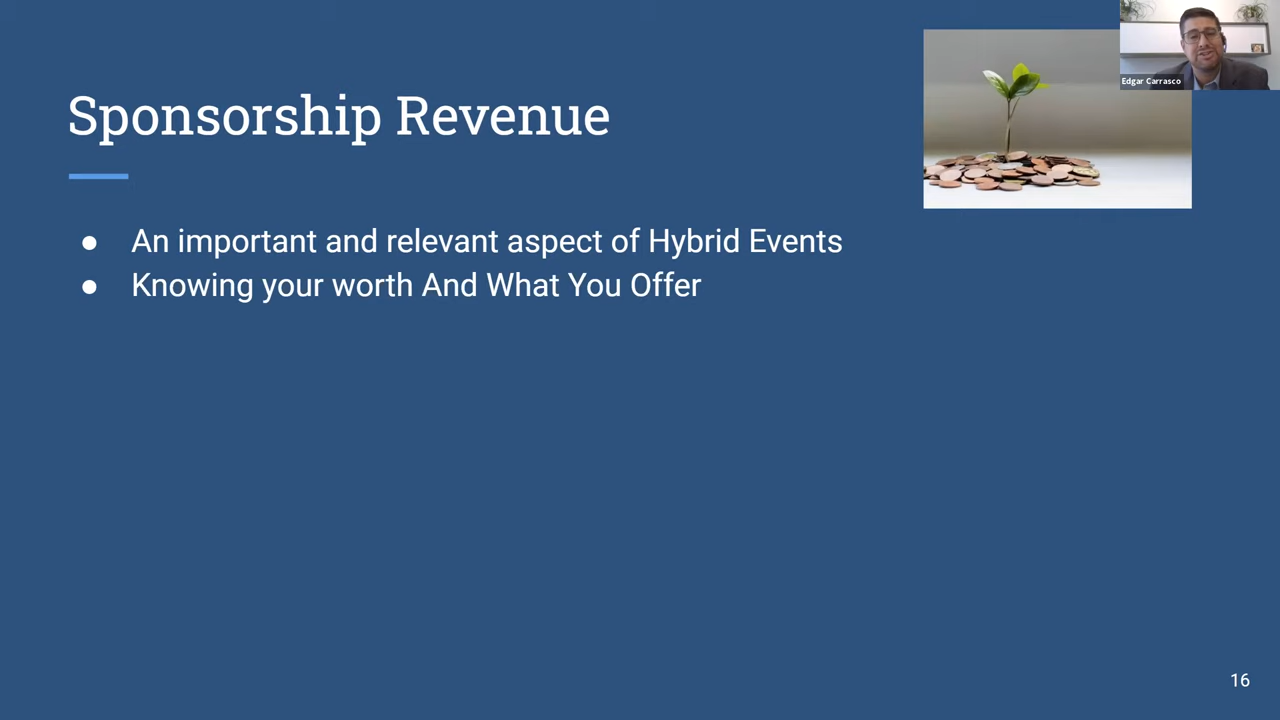 Edgar Carrasco
Sponsorship Revenue
● An important and relevant aspect of Hybrid Events
● Knowing your worth And What You Offer
16